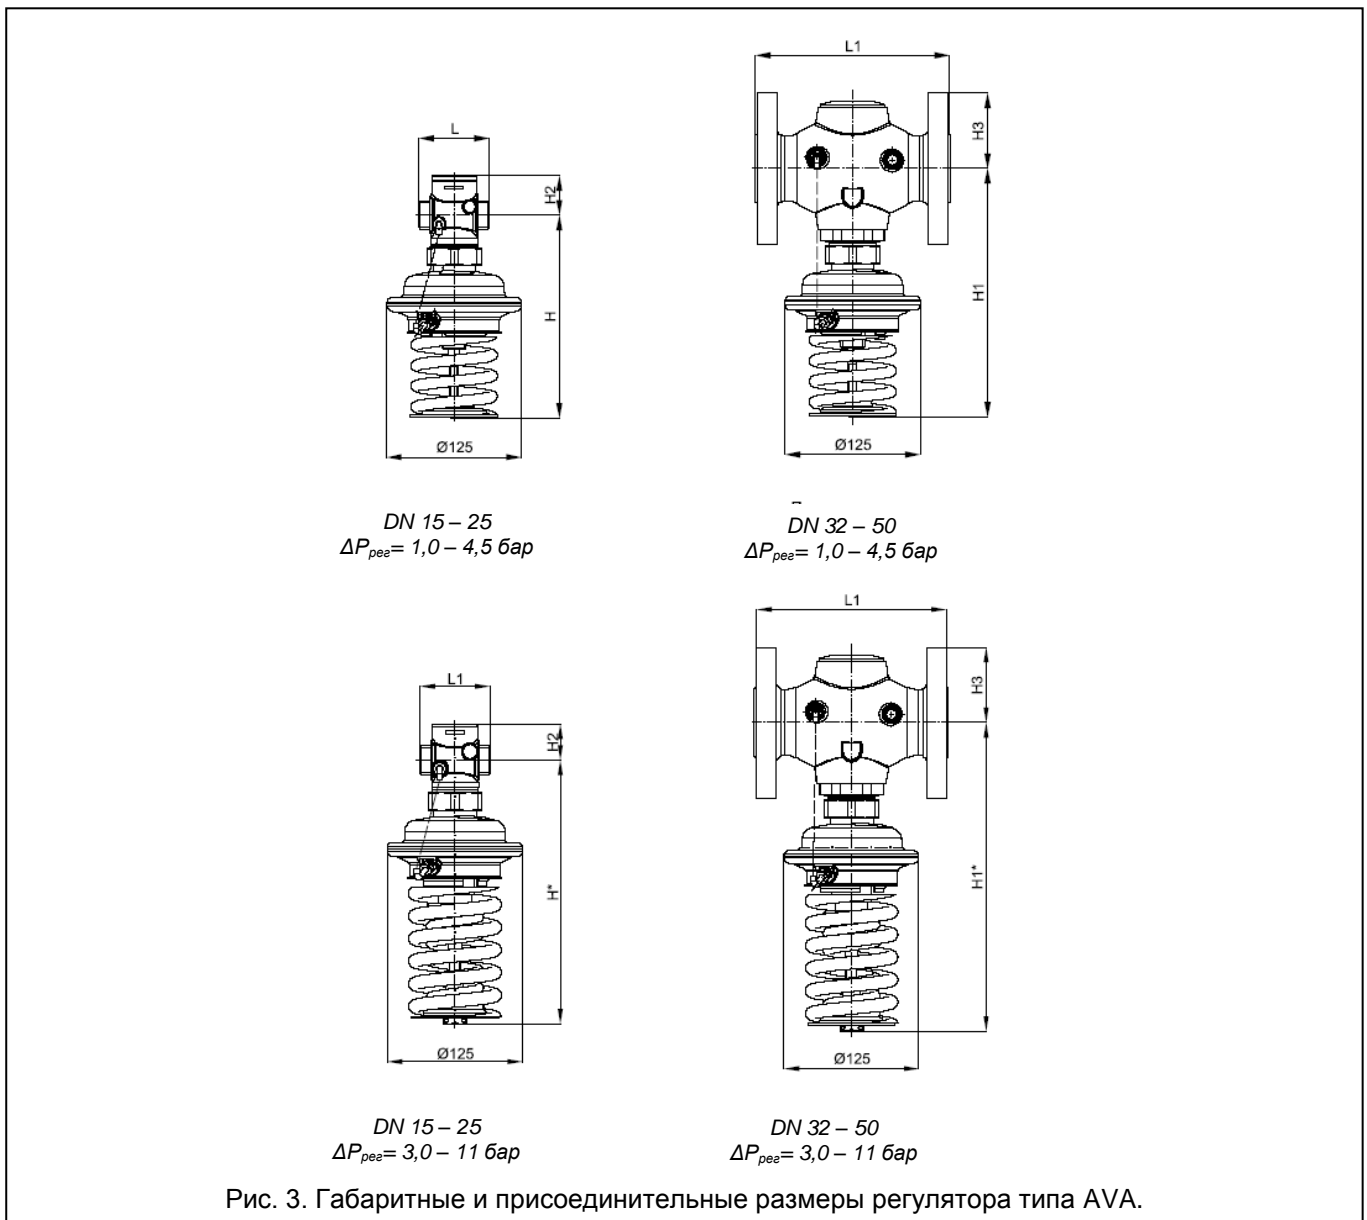 L1
H3
L
H2
H
H1
Ø125
Ø125
DN 15 – 25
ΔPрег= 1,0 – 4,5 бар
DN 32 – 50
ΔPрег= 1,0 – 4,5 бар
L1
H3
L1
H2
H*
H1*
Ø125
Ø125
DN 15 – 25
ΔPрег= 3,0 – 11 бар
DN 32 – 50
ΔPрег= 3,0 – 11 бар
Рис. 3. Габаритные и присоединительные размеры регулятора типа AVA.